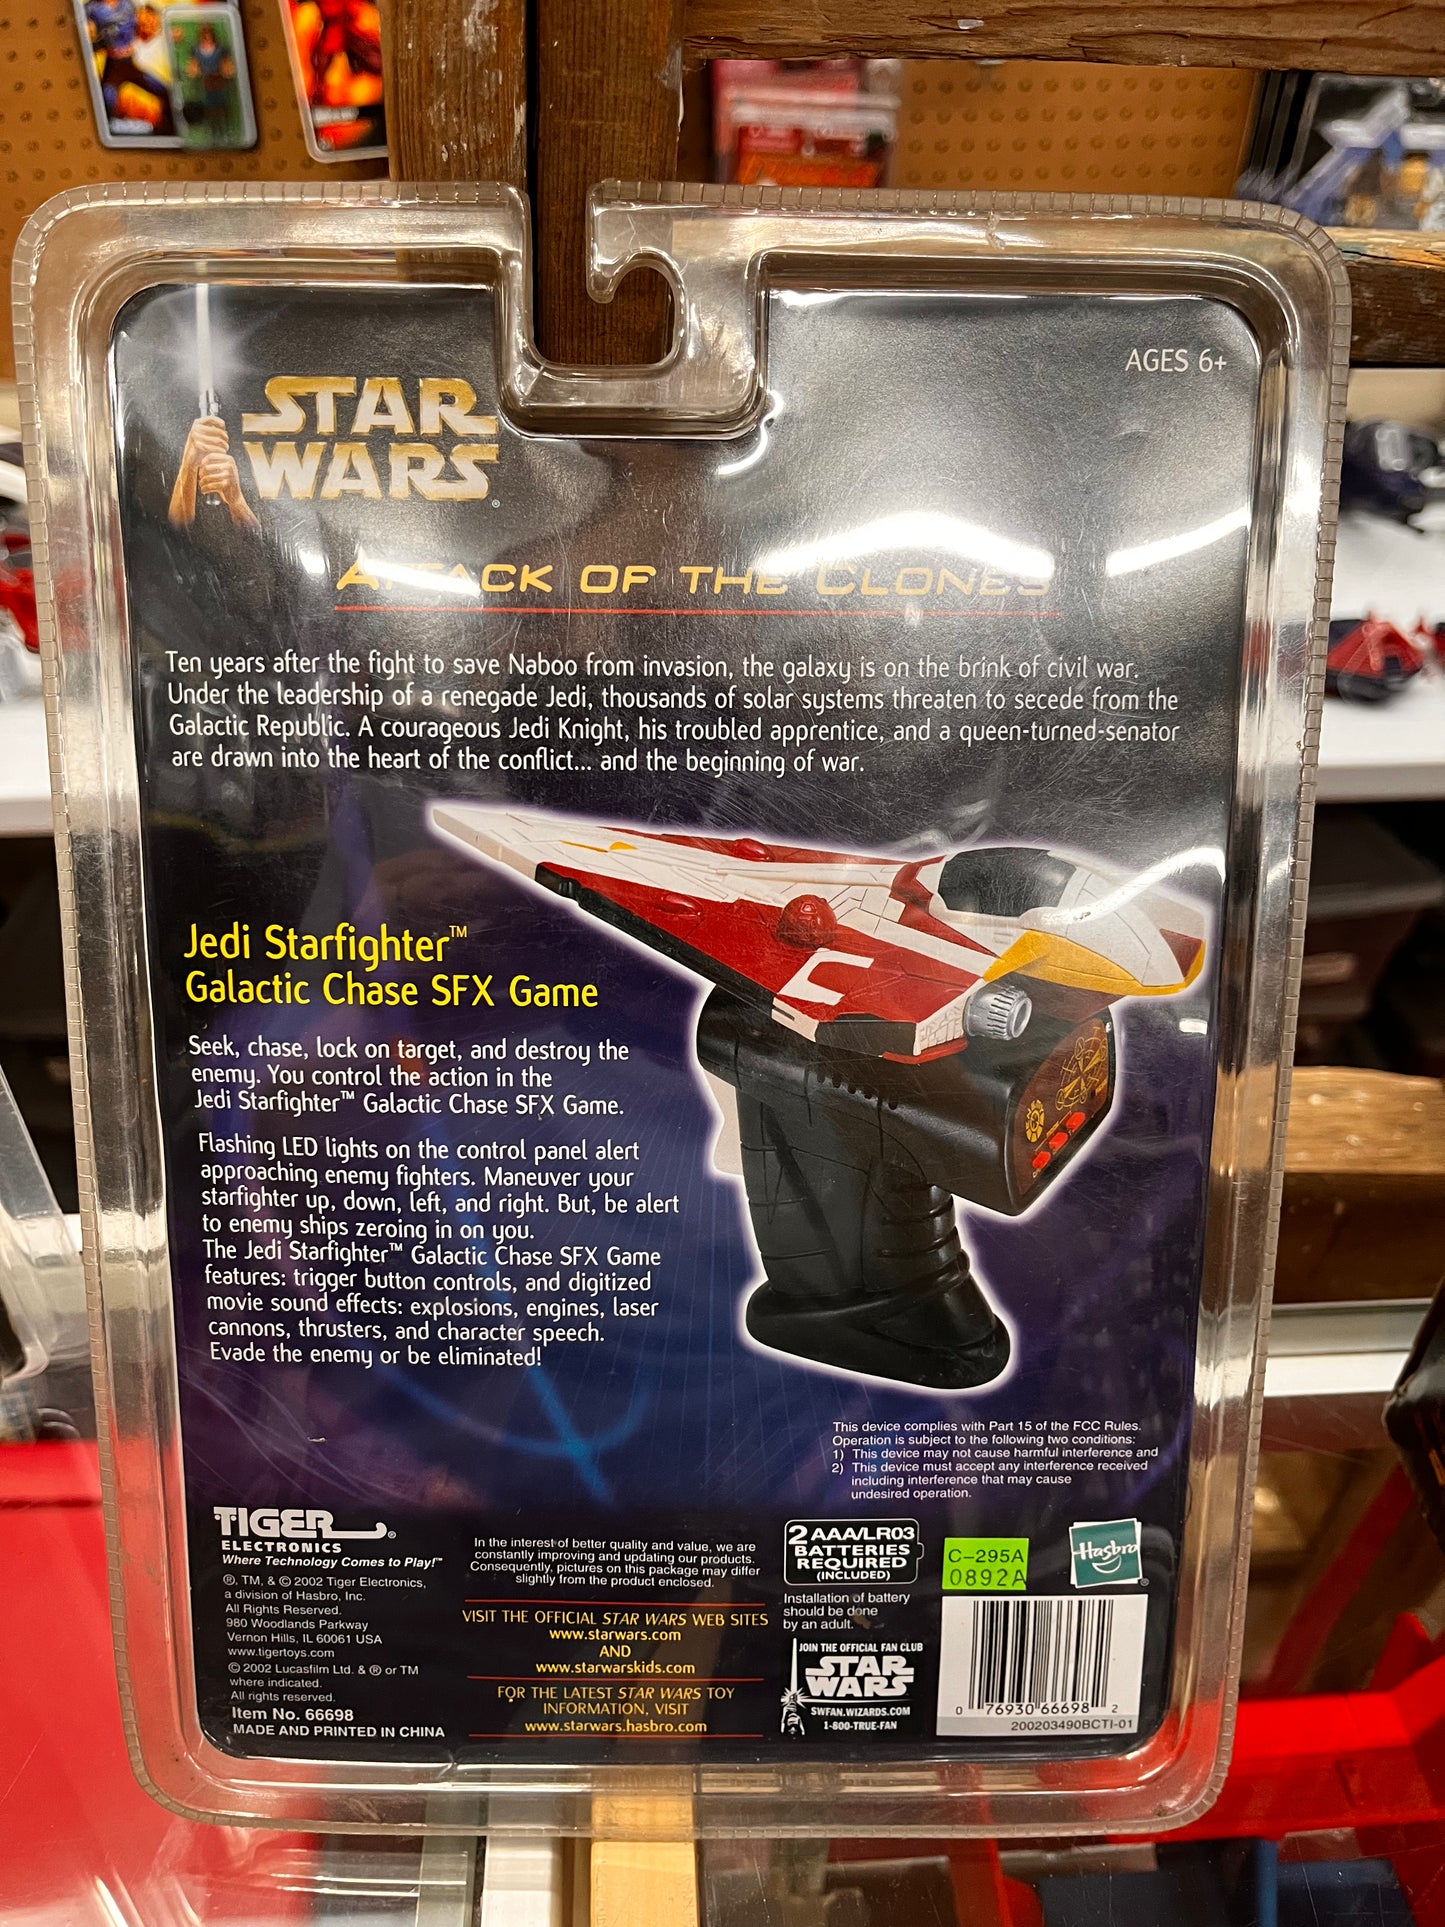 AGES 6+
STAR
WARS®
ATTACK OF THE CLONES
Ten years after the fight to save Naboo from invasion, the galaxy is on the brink of civil war.
Under the leadership of a renegade Jedi, thousands of solar systems threaten to secede from the
Galactic Republic. A courageous Jedi Knight, his troubled apprentice, and a queen-turned-senator
are drawn into the heart of the conflict... and the beginning of war.
Jedi Starfighter™
Galactic Chase SFX Game
Seek, chase, lock on target, and destroy the
enemy. You control the action in the
Jedi Starfighter™ Galactic Chase SFX Game.
Flashing LED lights on the control panel alert
approaching enemy fighters. Maneuver your
starfighter up, down, left, and right. But, be alert
to enemy ships zeroing in on you.
The Jedi Starfighter™ Galactic Chase SFX Game
features: trigger button controls, and digitized
movie sound effects: explosions, engines, laser
cannons, thrusters, and character speech.
Evade the enemy or be eliminated!
This device complies with Part 15 of the FCC Rules.
Operation is subject to the following two conditions:
1) This device may not cause harmful interference and
2) This device must accept any interference received
including interference that may cause
undesired operation.
TIGER®
ELECTRONICS
Where Technology Comes to Play!™
®, TM, & © 2002 Tiger Electronics,
a division of Hasbro, Inc.
All Rights Reserved.
980 Woodlands Parkway
Vernon Hills, IL 60061 USA
www.tigertoys.com
© 2002 Lucasfilm Ltd. & ® or TM
where indicated.
All rights reserved.
Item No. 66698
MADE AND PRINTED IN CHINA
In the interest of better quality and value, we are
constantly improving and updating our products.
Consequently, pictures on this package may differ
slightly from the product enclosed.
VISIT THE OFFICIAL STAR WARS WEB SITES
www.starwars.com
AND
www.starwarskids.com
FOR THE LATEST STAR WARS TOY
INFORMATION, VISIT
www.starwars.hasbro.com
2 AAA/LR03
BATTERIES
REQUIRED
(INCLUDED)
Installation of battery
should be done
by an adult.
JOIN THE OFFICIAL FAN CLUB
STAR
WARS
SWFAN.WIZARDS.COM
1-800-TRUE-FAN
C-295A
0892A
Hasbro®
0 76930 66698 2
200203490BCTI-01